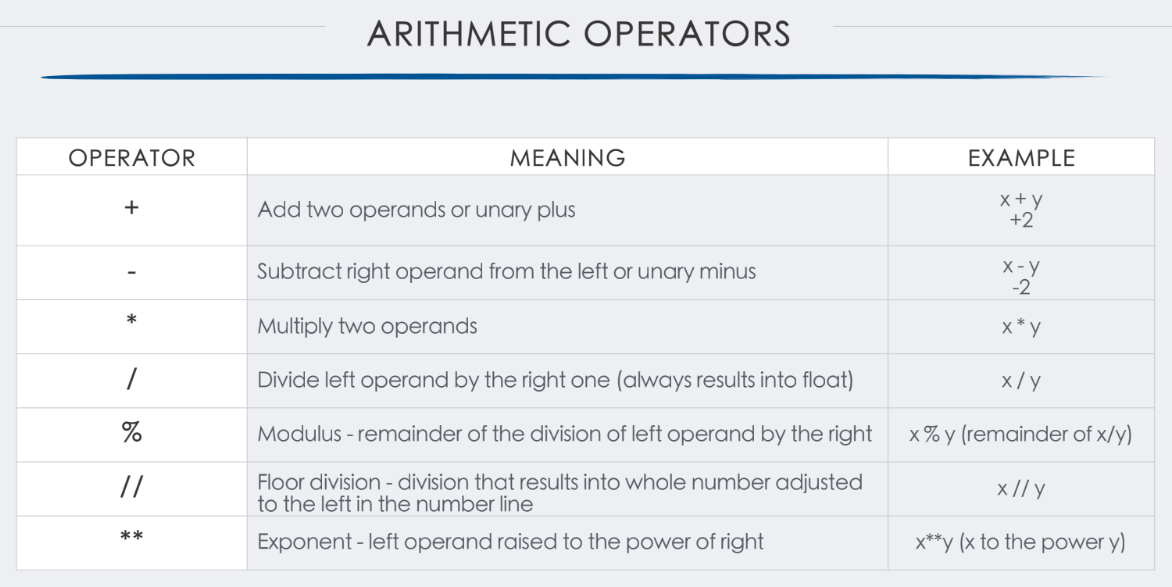 ARITHMETIC OPERATORS
OPERATOR MEANING EXAMPLE
+ Add two operands or unary plus x + y
+2
- Subtract right operand from the left or unary minus x - y
-2
* Multiply two operands x * y
/ Divide left operand by the right one (always results into float) x / y
% Modulus - remainder of the division of left operand by the right x % y (remainder of x/y)
// Floor division - division that results into whole number adjusted
to the left in the number line x // y
** Exponent - left operand raised to the power of right x**y (x to the power y)